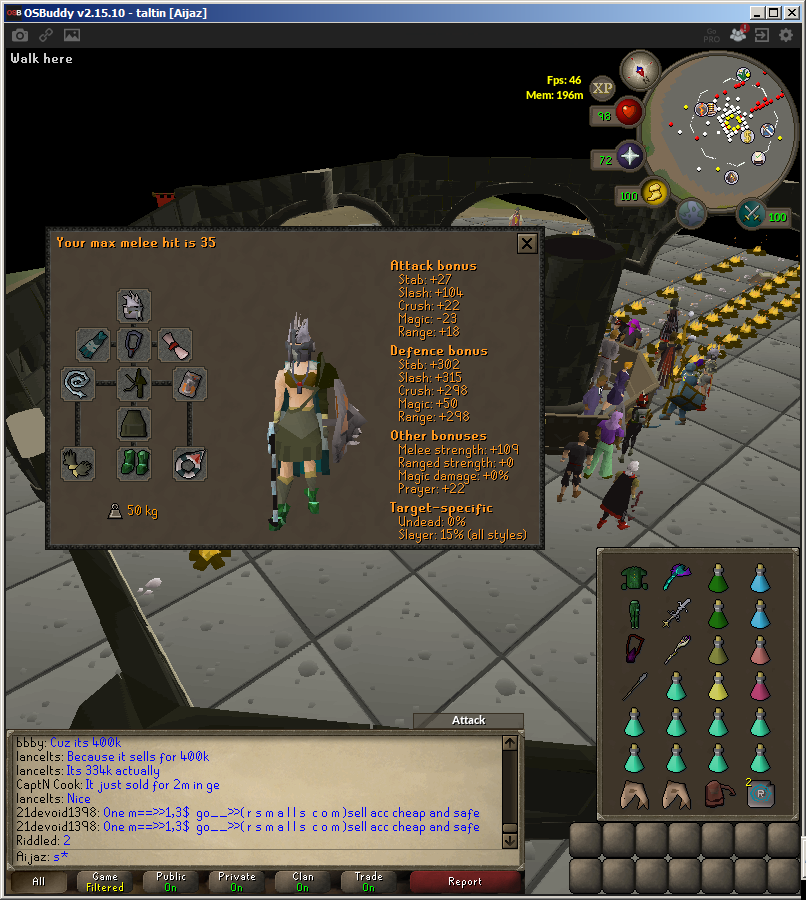 OSBuddy v2.15.10 - taltin [Aijaz]
Go PRO
Walk here
Fps: 46
Mem: 196m
XP
98
72
100
100
Your max melee hit is 35
Attack bonus
Stab: +27
Slash: +104
Crush: +22
Magic: -23
Range: +18
Defence bonus
Stab: +302
Slash: +315
Crush: +298
Magic: +50
Range: +298
Other bonuses
Melee strength: +109
Ranged strength: +0
Magic damage: +0%
Prayer: +22
Target-specific
Undead: 0%
Slayer: 15% (all styles)
50 kg
2
R
Attack
bbby: Cuz its 400k
lancelts: Because it sells for 400k
lancelts: Its 334k actually
CaptN Cook: It just sold for 2m in ge
lancelts: Nice
21devoid1398: One m==>>1,3$ go__>>(r s m a l l s c o m)sell acc cheap and safe
21devoid1398: One m==>>1,3$ go__>>(r s m a l l s c o m)sell acc cheap and safe
Riddled: 2
Aijaz: s*
All
Game
Filtered
Public
On
Private
On
Clan
On
Trade
On
Report